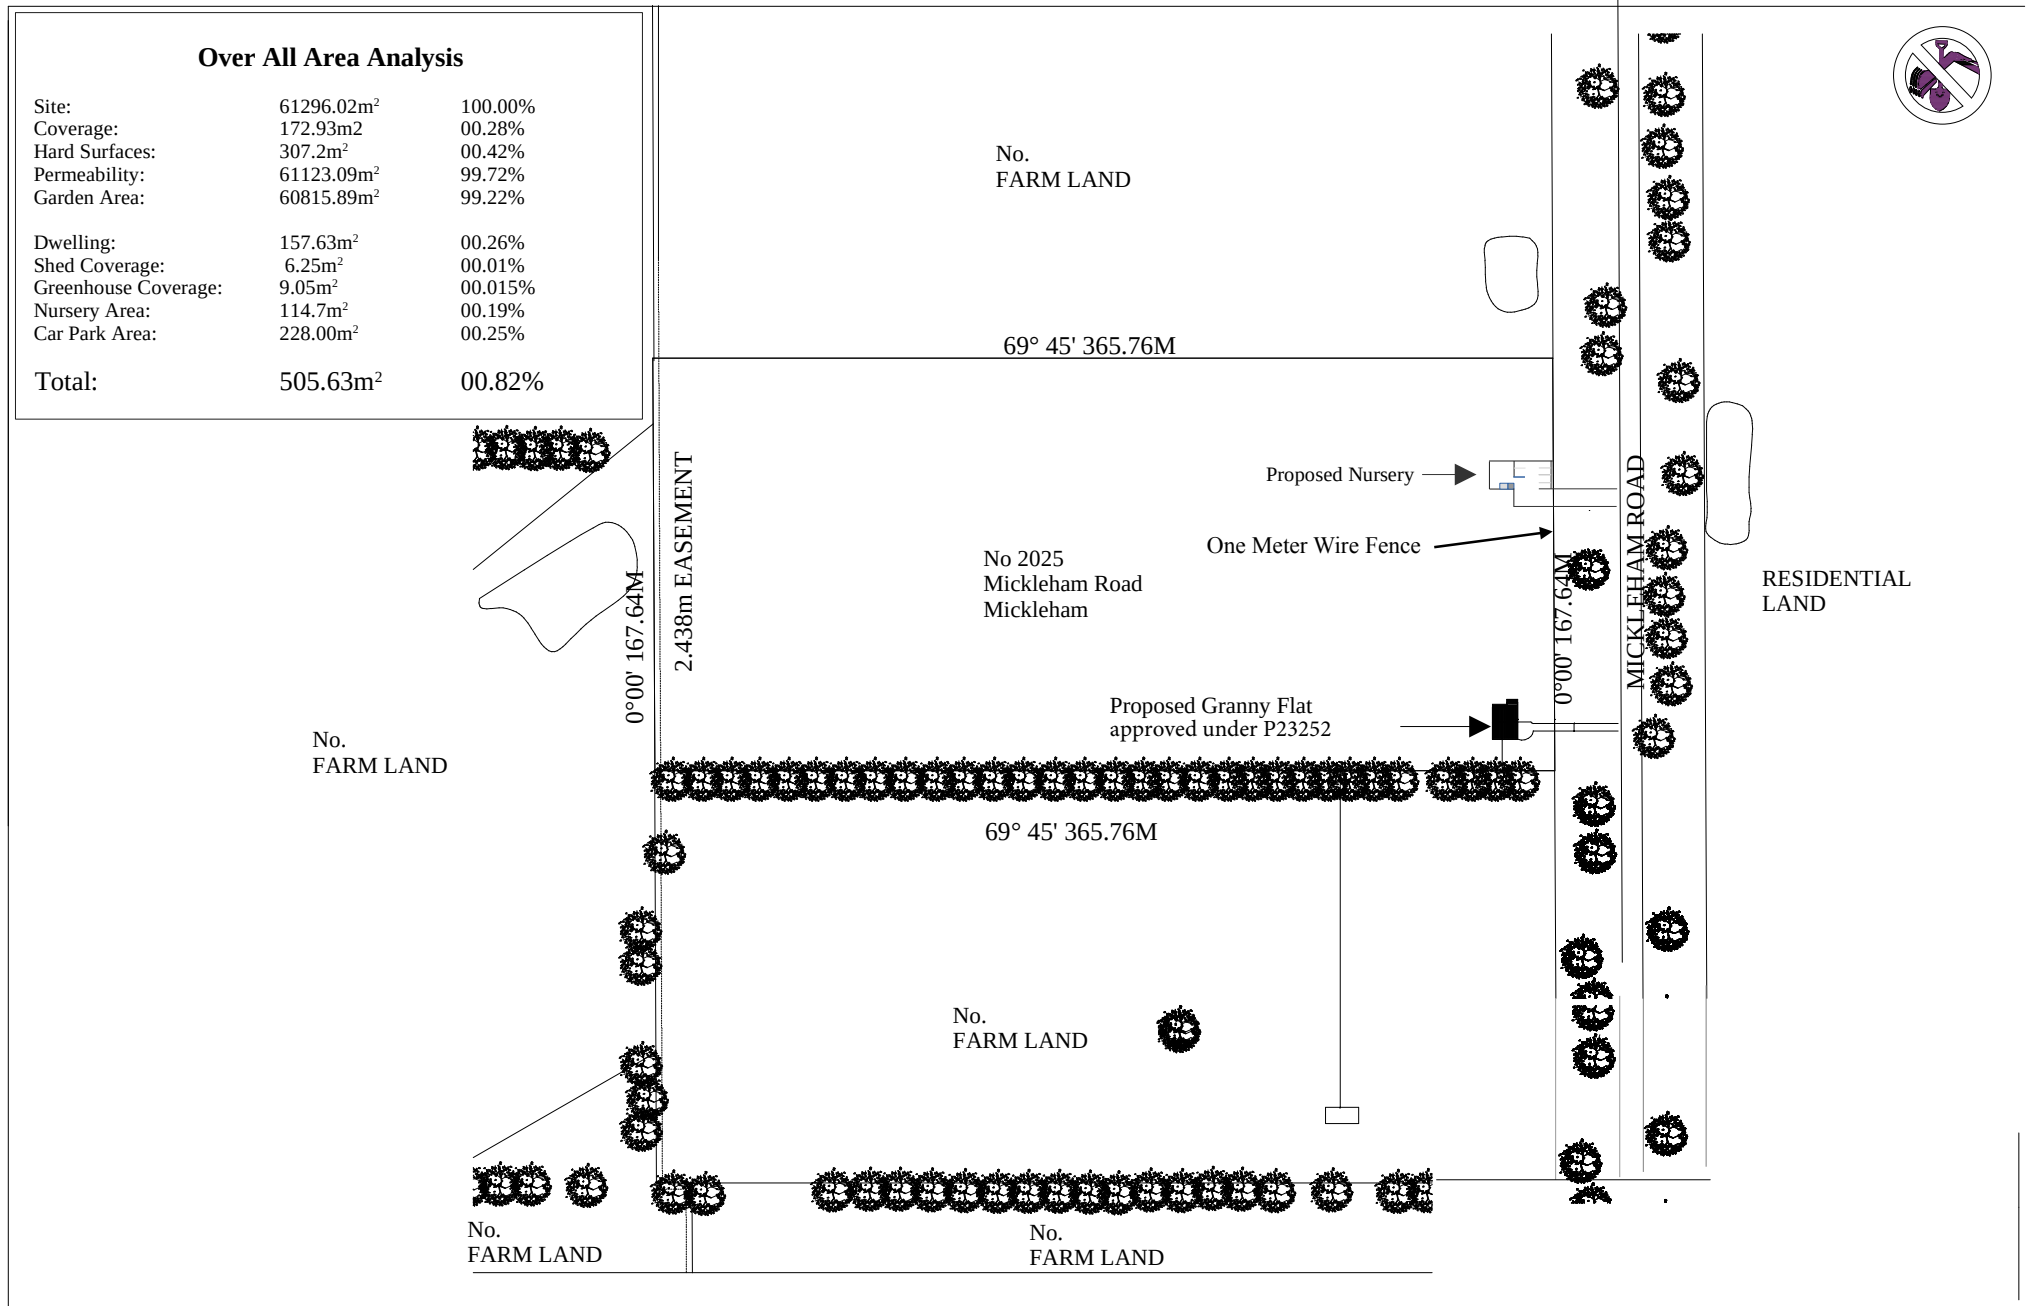 Over All Area Analysis
Site: 61296.02m² 100.00%
Coverage: 172.93m2 00.28%
Hard Surfaces: 307.2m² 00.42%
Permeability: 61123.09m² 99.72%
Garden Area: 60815.89m² 99.22%
Dwelling: 157.63m² 00.26%
Shed Coverage: 6.25m² 00.01%
Greenhouse Coverage: 9.05m² 00.015%
Nursery Area: 114.7m² 00.19%
Car Park Area: 228.00m² 00.25%
Total: 505.63m² 00.82%
No.
FARM LAND
69° 45' 365.76M
Proposed Nursery
One Meter Wire Fence
No 2025
Mickleham Road
Mickleham
2.438m EASEMENT
0°00' 167.64M
0°00' 167.64M
MICKLEHAM ROAD
RESIDENTIAL
LAND
Proposed Granny Flat
approved under P23252
No.
FARM LAND
69° 45' 365.76M
No.
FARM LAND
No.
FARM LAND
No.
FARM LAND